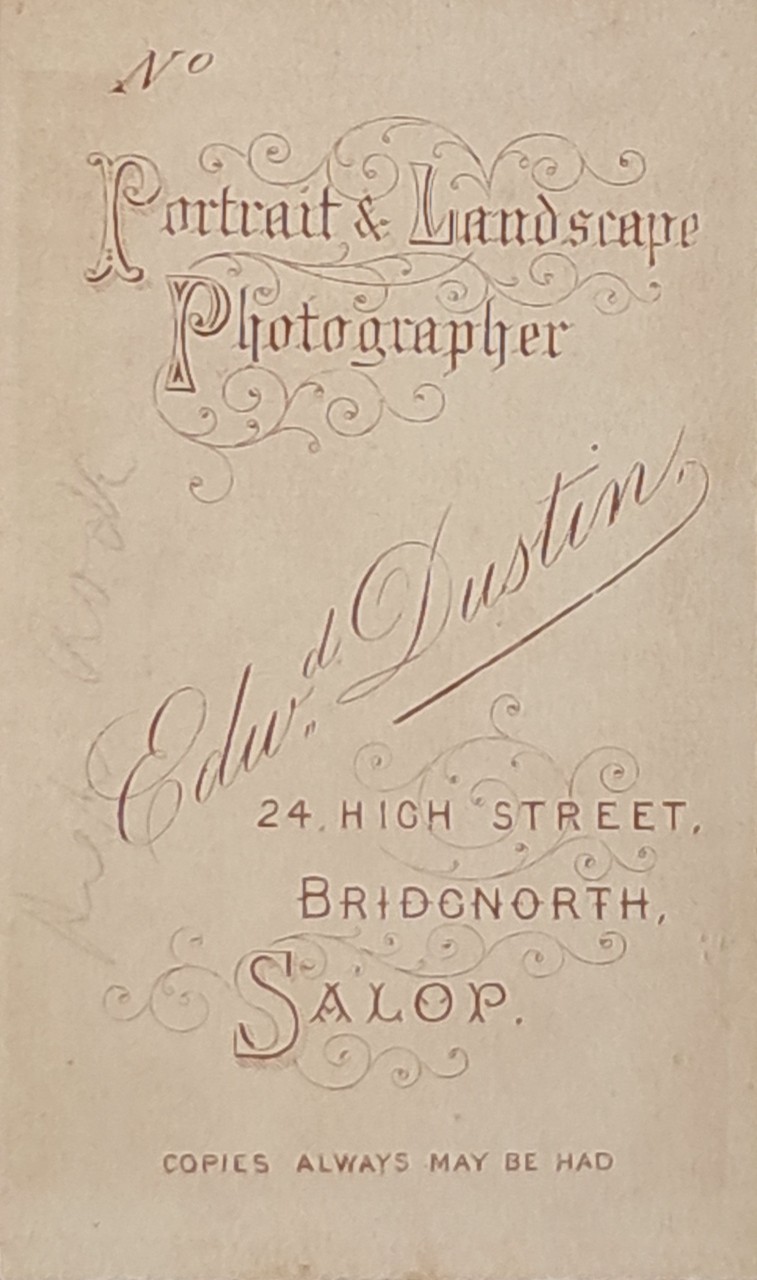 No
Portrait & Landscape
Photographer
Edwd. Dustin,
24, HIGH STREET,
BRIDGNORTH,
SALOP.
COPIES ALWAYS MAY BE HAD